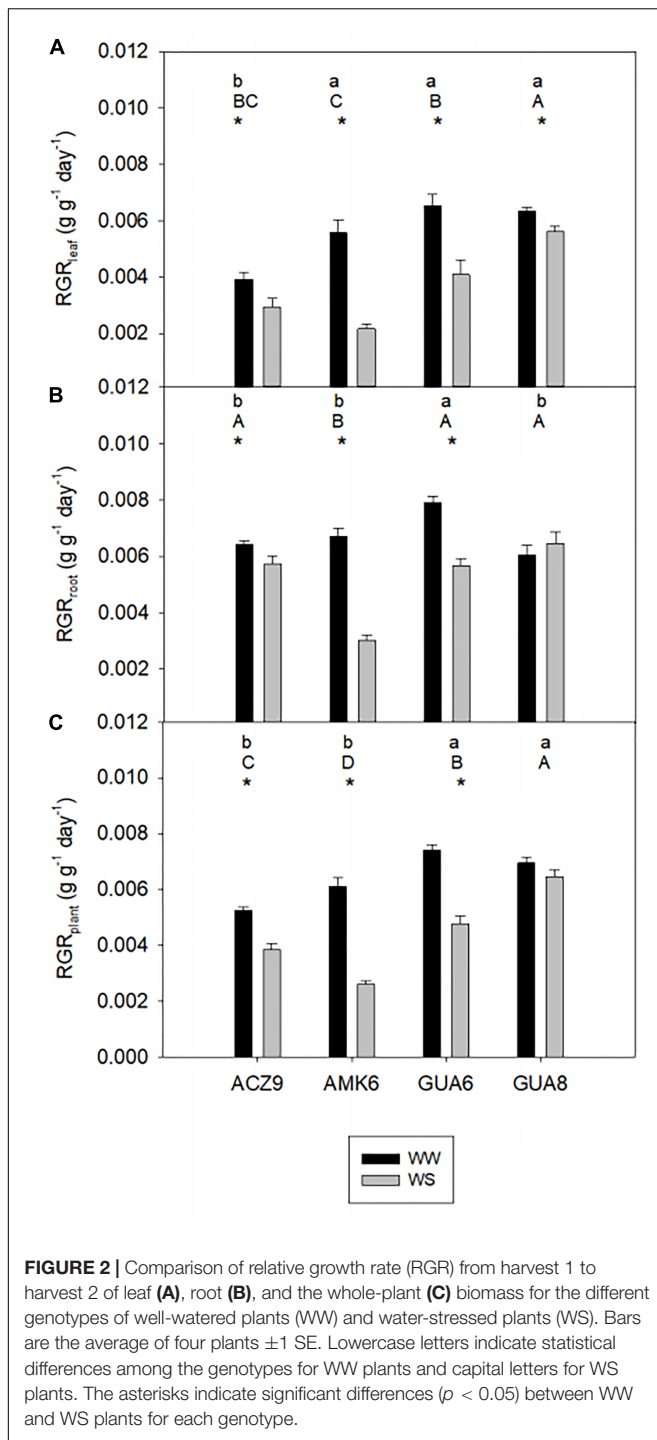 A
0.012
b a a a
0.010
BC C B A
* * * *
0.008
0.006
0.004
0.002
RGRleaf (g g-1 day-1)
0.012
B
b b a b
A B A A
0.010
* * *
0.008
0.006
0.004
0.002
RGRroot (g g-1 day-1)
0.012
C
b b a a
C D B A
0.010
* * *
0.008
0.006
0.004
0.002
0.000
RGRplant (g g-1 day-1)
ACZ9 AMK6 GUA6 GUA8
WW
WS
FIGURE 2 | Comparison of relative growth rate (RGR) from harvest 1 to
harvest 2 of leaf (A), root (B), and the whole-plant (C) biomass for the different
genotypes of well-watered plants (WW) and water-stressed plants (WS). Bars
are the average of four plants ±1 SE. Lowercase letters indicate statistical
differences among the genotypes for WW plants and capital letters for WS
plants. The asterisks indicate significant differences (p < 0.05) between WW
and WS plants for each genotype.